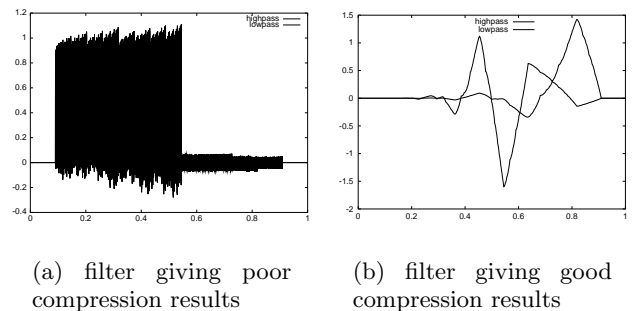 highpass
lowpass
1.2
1
0.8
0.6
0.4
0.2
0
-0.2
-0.4
0 0.2 0.4 0.6 0.8 1
highpass
lowpass
1.5
1
0.5
0
-0.5
-1
-1.5
-2
0 0.2 0.4 0.6 0.8 1
(a) filter giving poor
compression results
(b) filter giving good
compression results